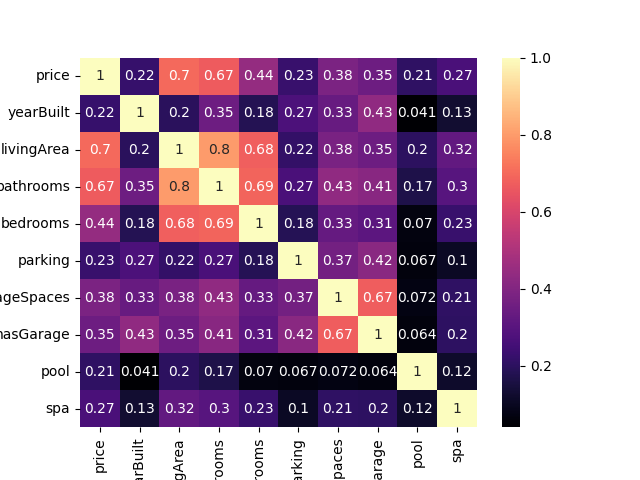 price 1 0.22 0.7 0.67 0.44 0.23 0.38 0.35 0.21 0.27 1.0
yearBuilt 0.22 1 0.2 0.35 0.18 0.27 0.33 0.43 0.041 0.13
livingArea 0.7 0.2 1 0.8 0.68 0.22 0.38 0.35 0.2 0.32 0.8
bathrooms 0.67 0.35 0.8 1 0.69 0.27 0.43 0.41 0.17 0.3
bedrooms 0.44 0.18 0.68 0.69 1 0.18 0.33 0.31 0.07 0.23 0.6
parking 0.23 0.27 0.22 0.27 0.18 1 0.37 0.42 0.067 0.1
ageSpaces 0.38 0.33 0.38 0.43 0.33 0.37 1 0.67 0.072 0.21 0.4
hasGarage 0.35 0.43 0.35 0.41 0.31 0.42 0.67 1 0.064 0.2
pool 0.21 0.041 0.2 0.17 0.07 0.067 0.072 0.064 1 0.12 0.2
spa 0.27 0.13 0.32 0.3 0.23 0.1 0.21 0.2 0.12 1
price
arBuilt
gArea
rooms
rooms
arking
paces
arage
pool
spa